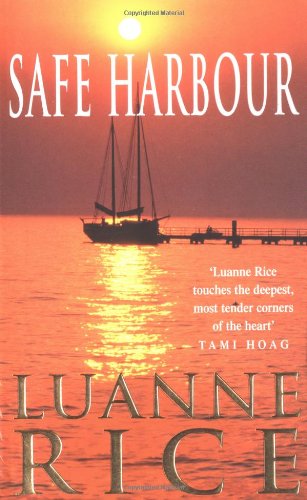 SAFE HARBOUR
'Luanne Rice
touches the deepest,
most tender corners
of the heart'
TAMI HOAG
LUANNE
RICE